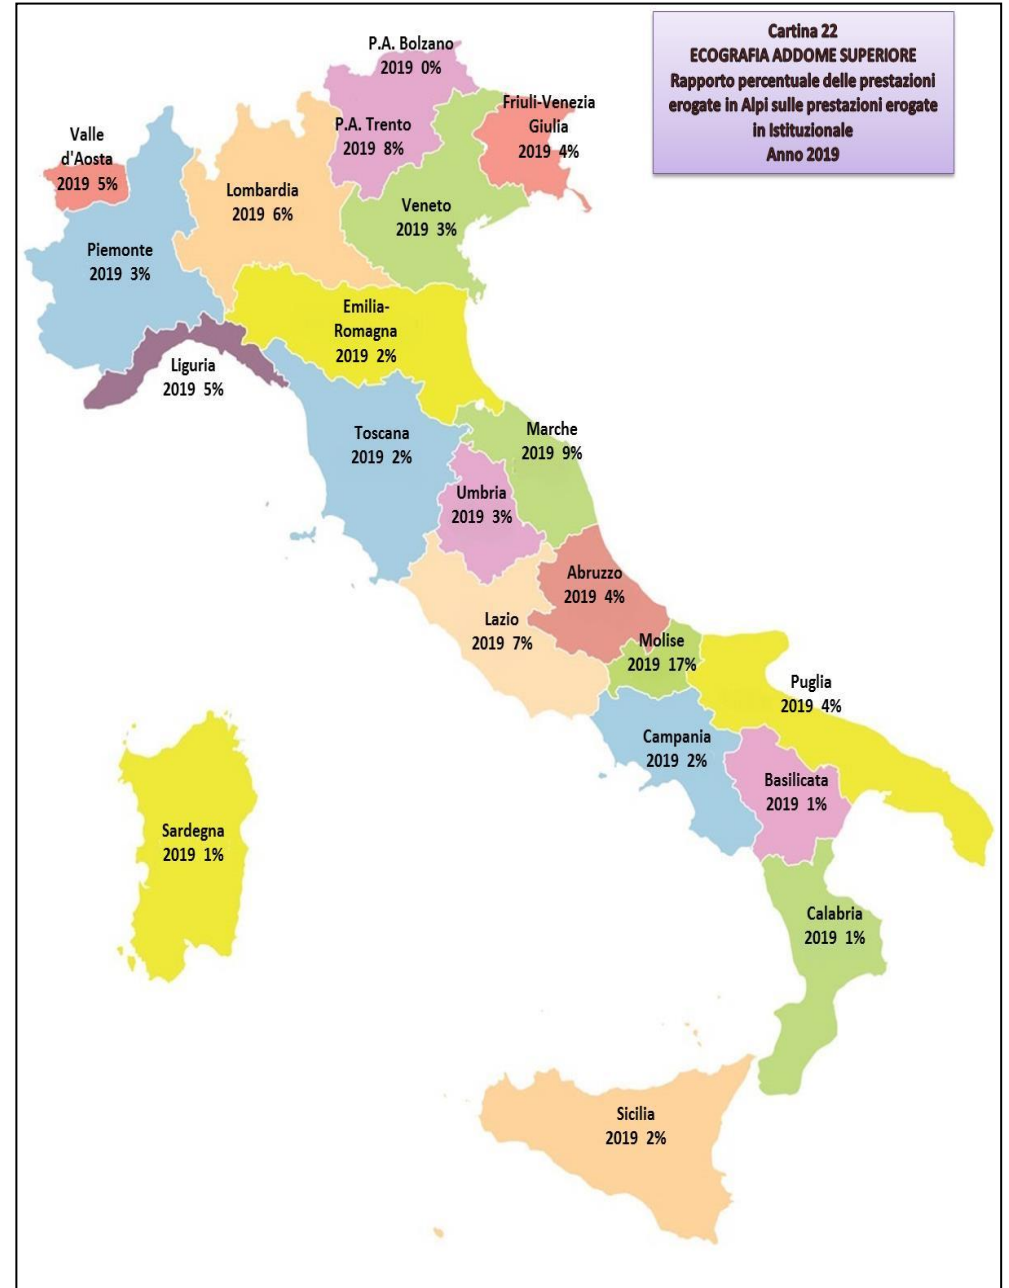 Cartina 22
ECOGRAFIA ADDOME SUPERIORE
Rapporto percentuale delle prestazioni
erogate in Alpi sulle prestazioni erogate
in Istituzionale
Anno 2019
P.A. Bolzano
2019 0%
P.A. Trento
2019 8%
Friuli-Venezia
Giulia
2019 4%
Valle
d'Aosta
2019 5%
Lombardia
2019 6%
Veneto
2019 3%
Piemonte
2019 3%
Emilia-
Romagna
2019 2%
Liguria
2019 5%
Toscana
2019 2%
Marche
2019 9%
Umbria
2019 3%
Abruzzo
2019 4%
Lazio
2019 7%
Molise
2019 17%
Puglia
2019 4%
Campania
2019 2%
Basilicata
2019 1%
Sardegna
2019 1%
Calabria
2019 1%
Sicilia
2019 2%